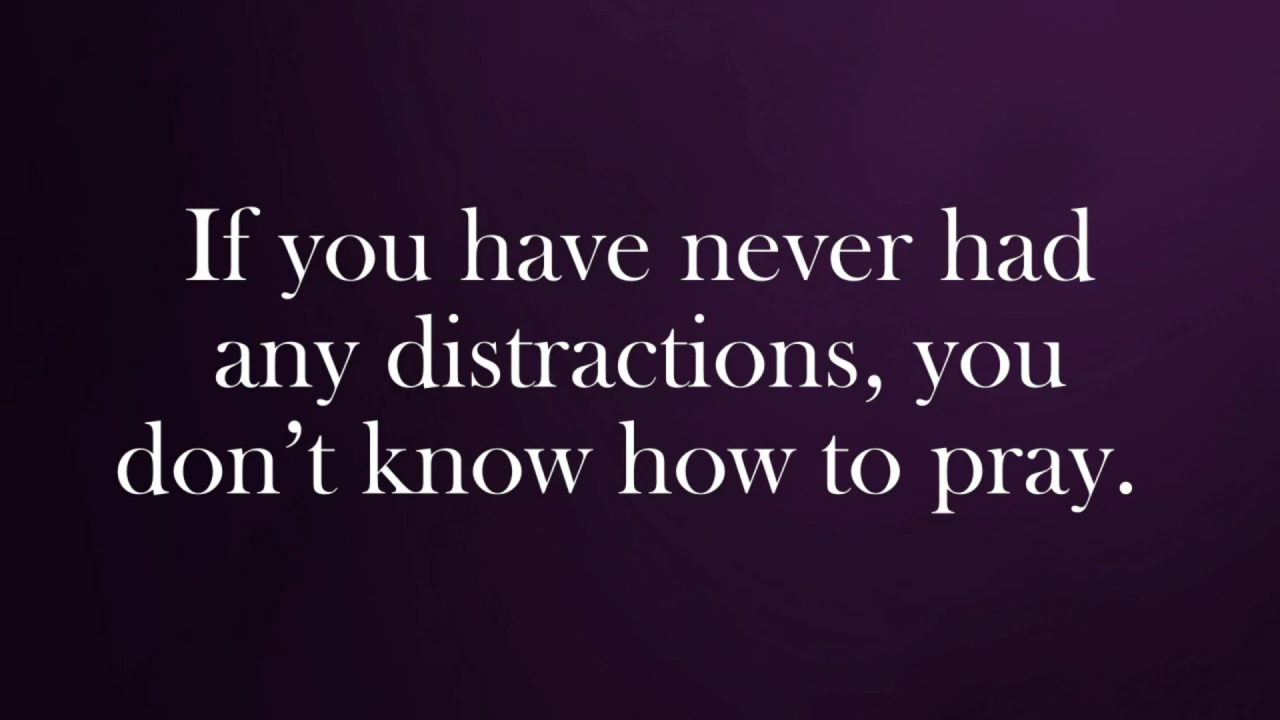 If you have never had
any distractions, you
don’t know how to pray.